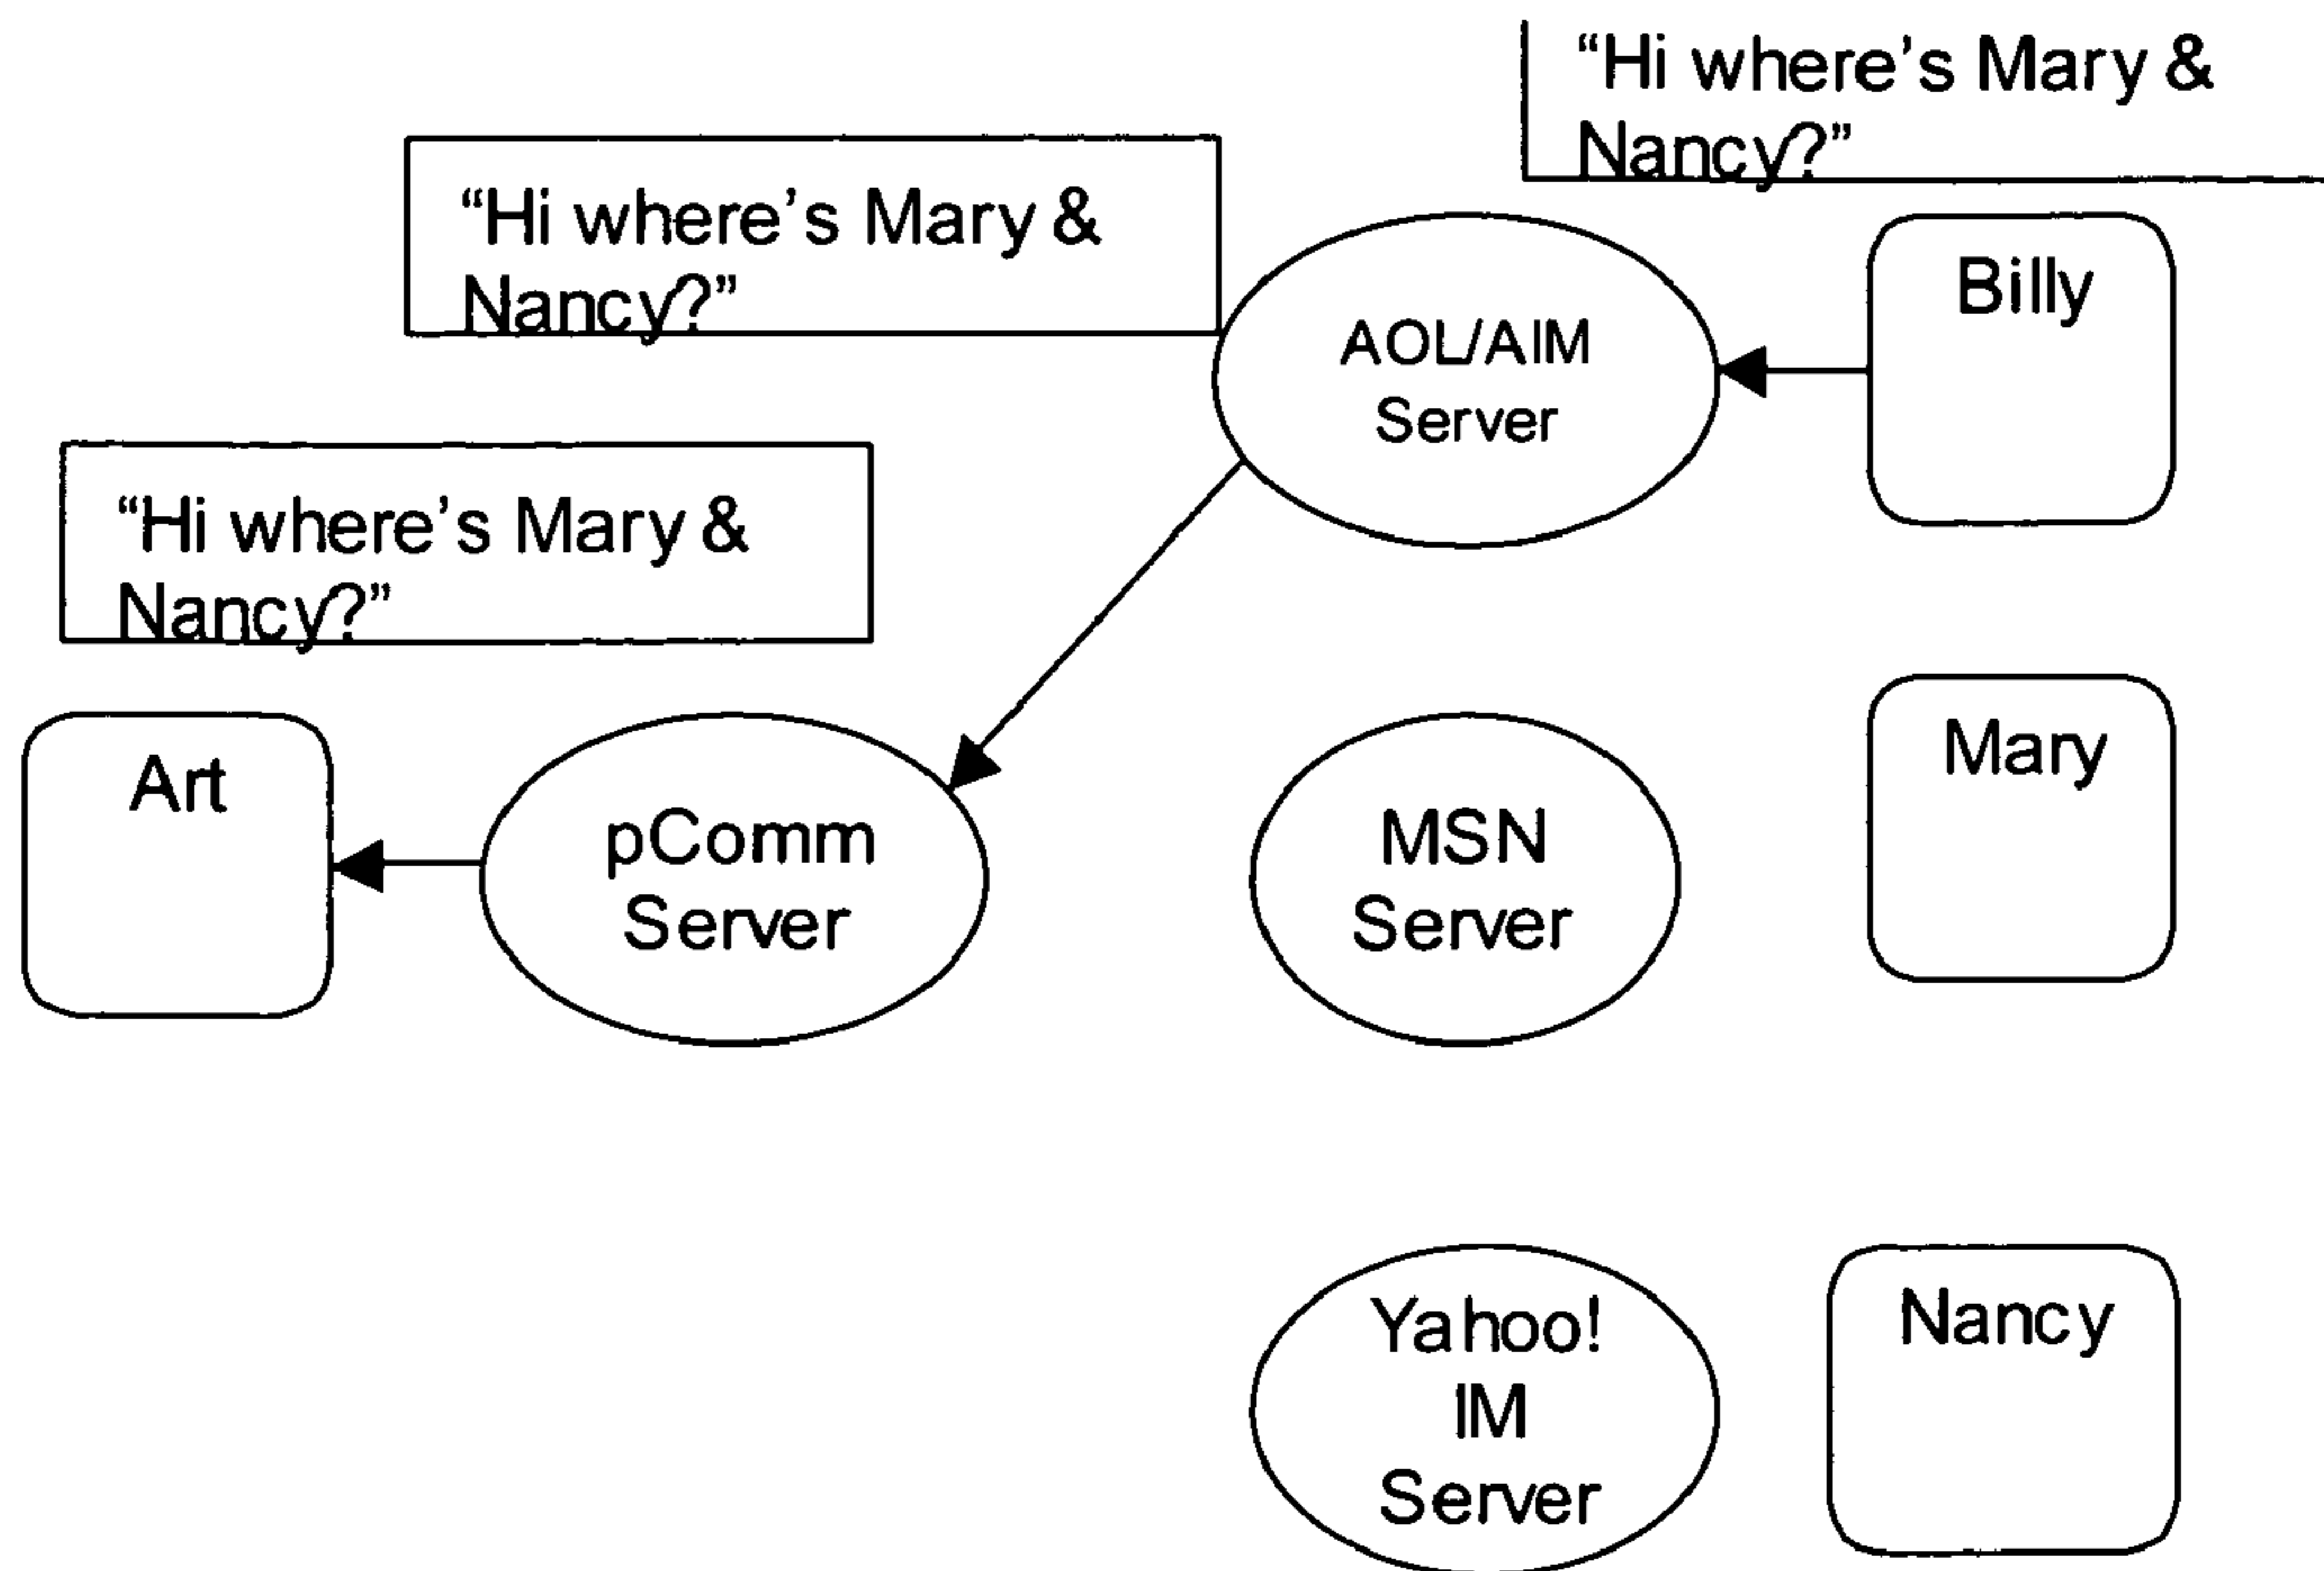 “Hi where’s Mary &
Nancy?”
“Hi where’s Mary &
Nancy?”
Billy
AOL/AIM
Server
“Hi where’s Mary &
Nancy?”
Art
pComm
Server
MSN
Server
Mary
Yahoo!
IM
Server
Nancy